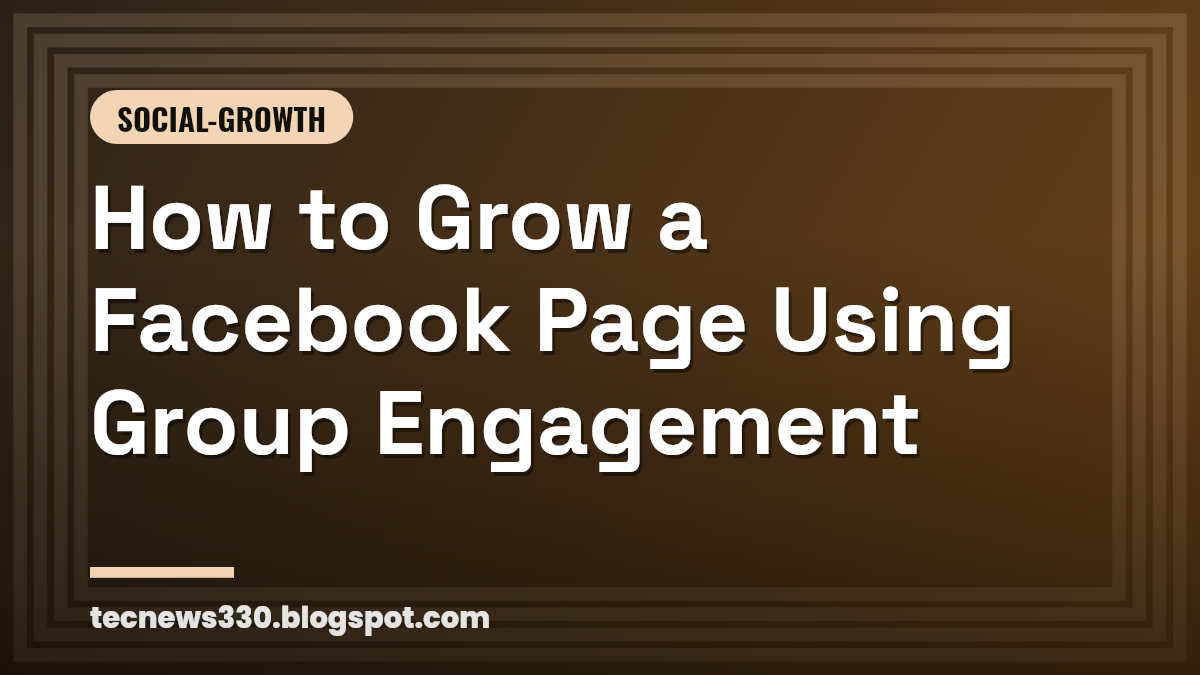 SOCIAL-GROWTH
How to Grow a
Facebook Page Using
Group Engagement
tecnews330.blogspot.com